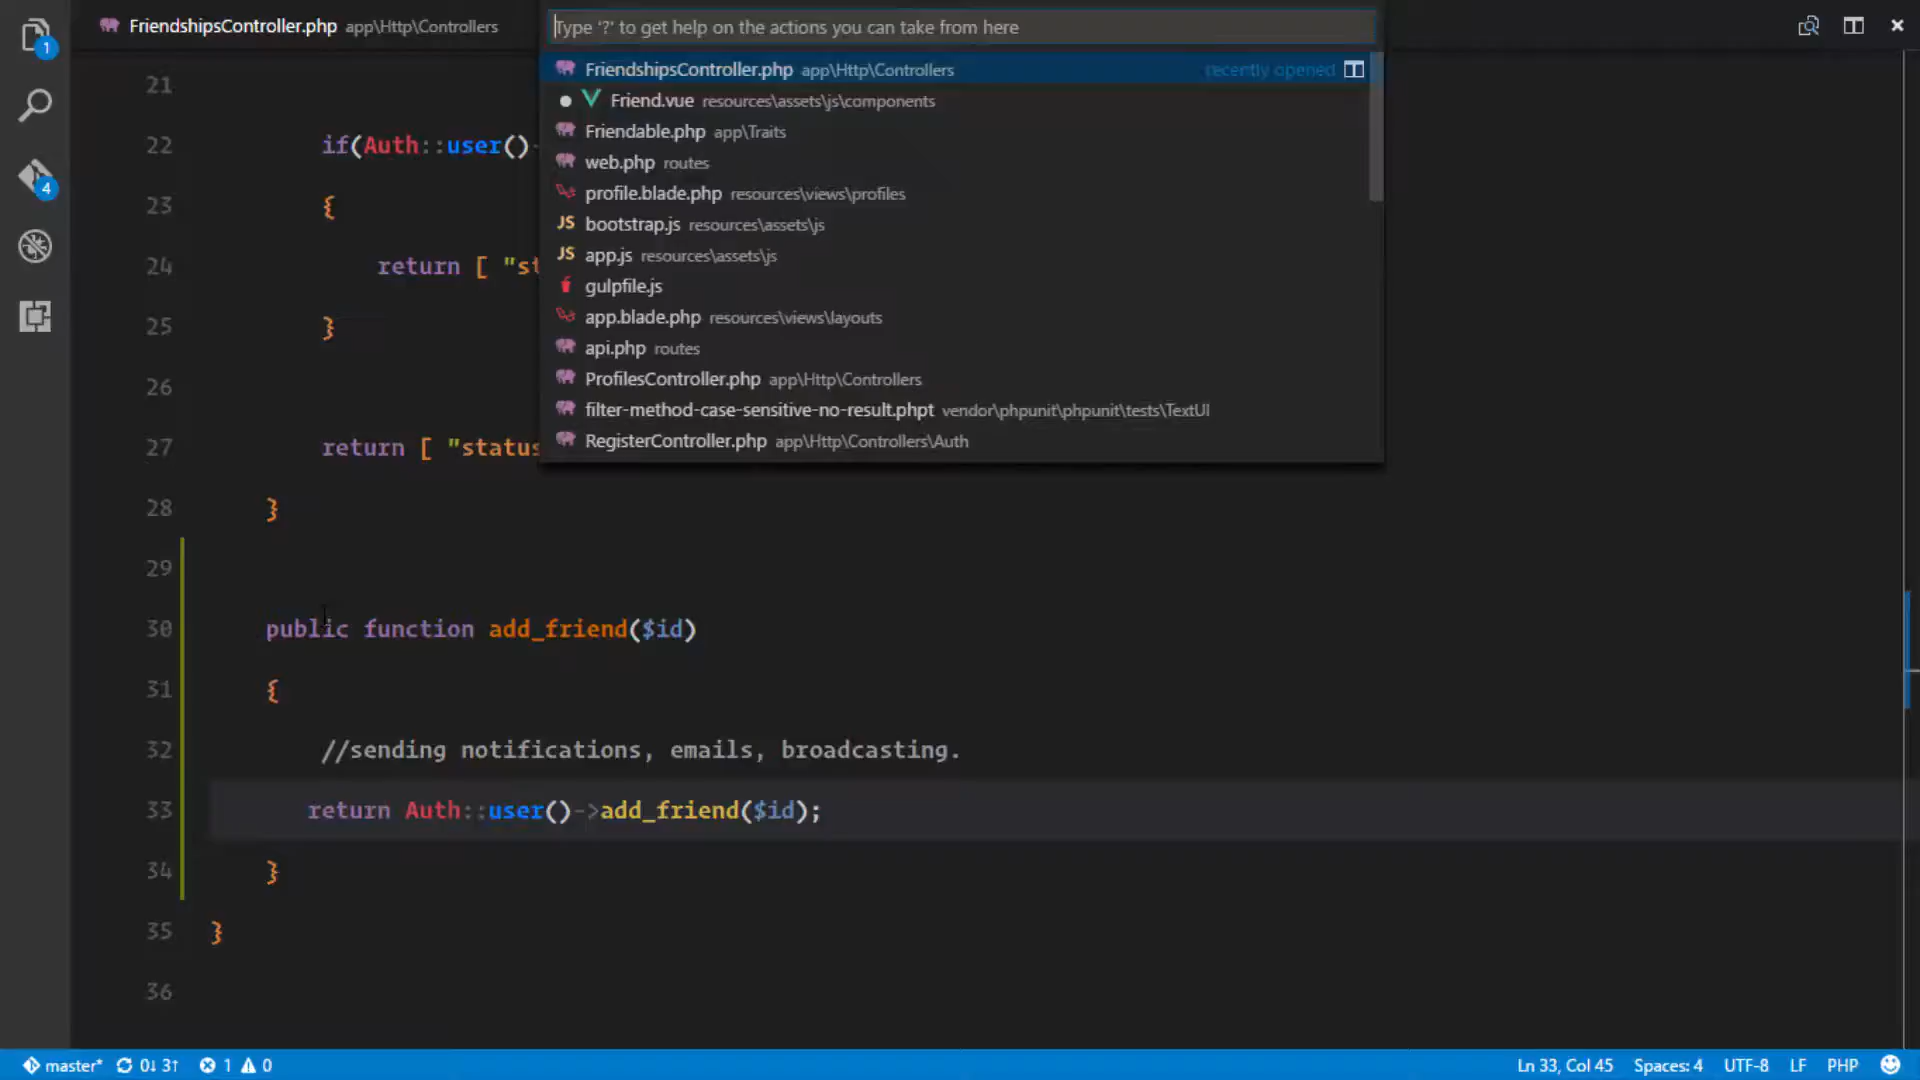 FriendshipsController.php app\Http\Controllers
Type '?' to get help on the actions you can take from here
FriendshipsController.php app\Http\Controllers recently opened
Friend.vue resources\assets\js\components
Friendable.php app\Traits
web.php routes
profile.blade.php resources\views\profiles
JS bootstrap.js resources\assets\js
JS app.js resources\assets\js
gulpfile.js
app.blade.php resources\views\layouts
api.php routes
ProfilesController.php app\Http\Controllers
filter-method-case-sensitive-no-result.phpt vendor\phpunit\phpunit\tests\TextUI
RegisterController.php app\Http\Controllers\Auth
1
4
21
22 if(Auth::user()-
23 {
24 return [ "st
25 }
26
27 return [ "status
28 }
29
30 public function add_friend($id)
31 {
32 //sending notifications, emails, broadcasting.
33 return Auth::user()->add_friend($id);
34 }
35 }
36
master* 0↓ 3↑ 1 0 Ln 33, Col 45 Spaces: 4 UTF-8 LF PHP